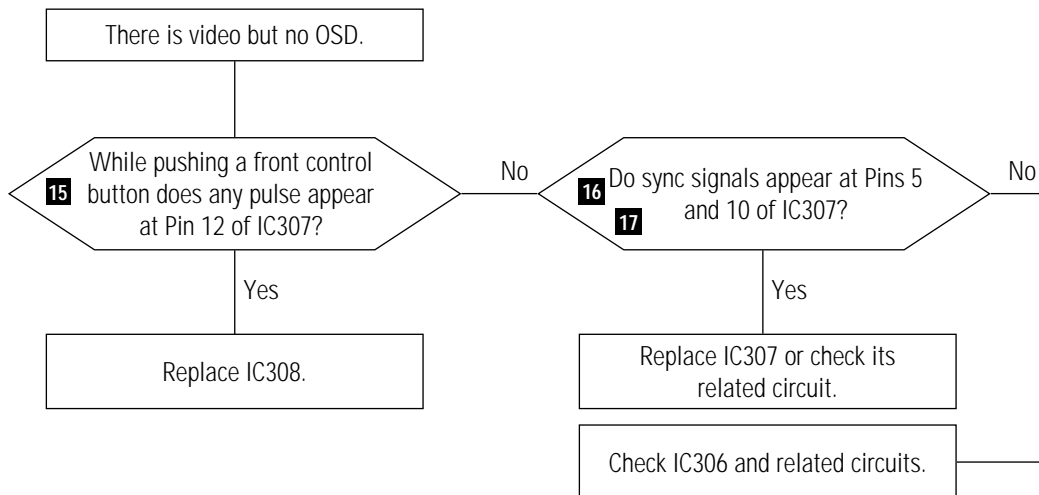 There is video but no OSD.
While pushing a front control
15
button does any pulse appear
at Pin 12 of IC307?
No
16
Do sync signals appear at Pins 5
17
and 10 of IC307?
No
Yes
Replace IC308.
Yes
Replace IC307 or check its
related circuit.
Check IC306 and related circuits.